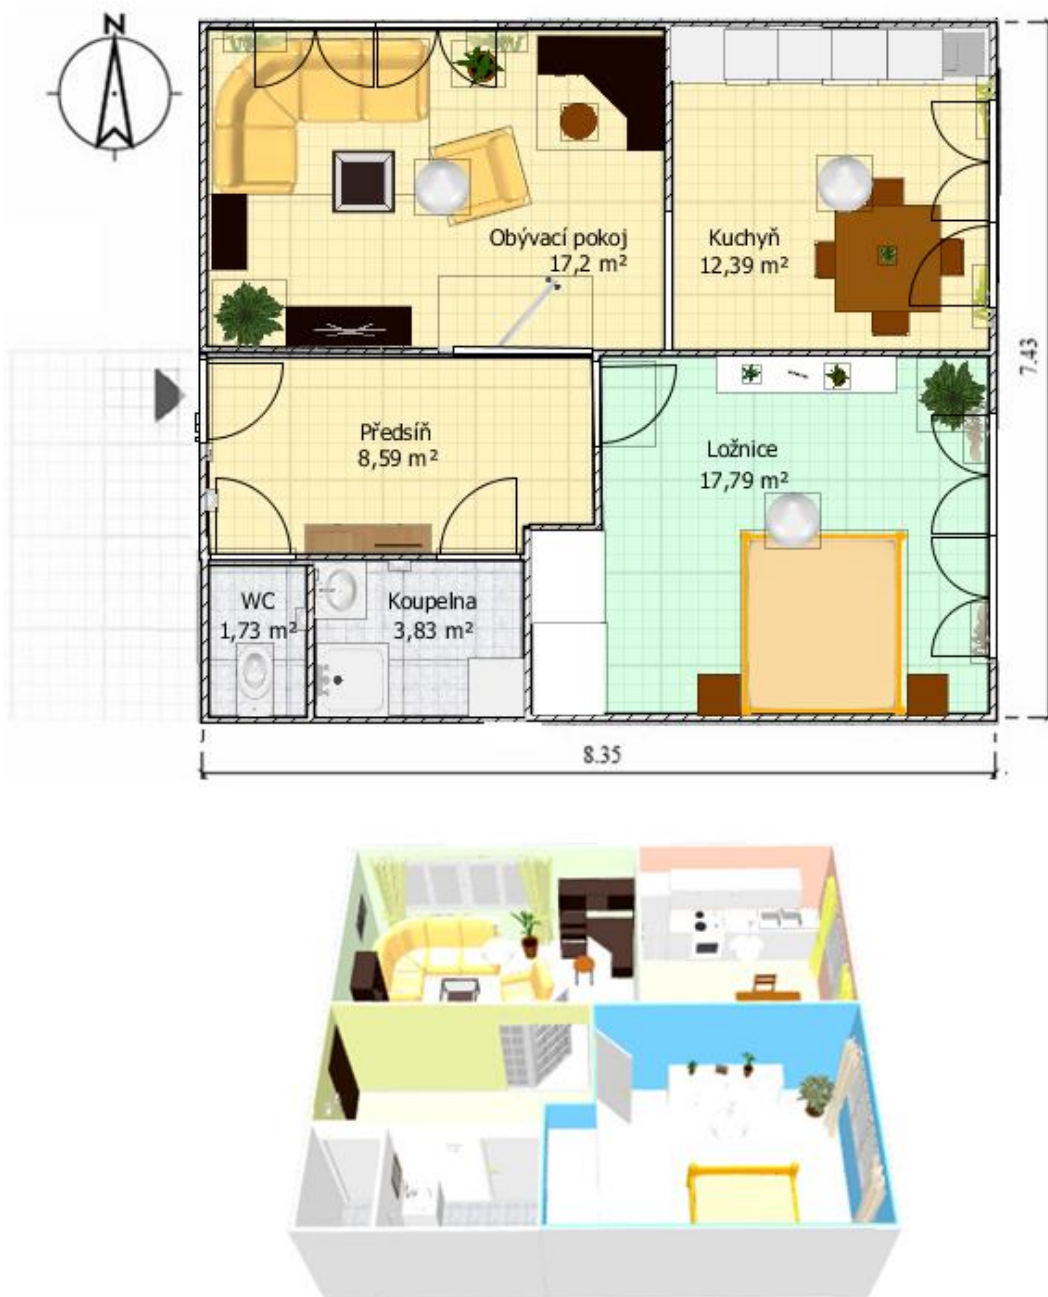 N
Obývací pokoj
17,2 m²
Kuchyň
12,39 m²
7.43
Předsíň
8,59 m²
Ložnice
17,79 m²
WC
1,73 m²
Koupelna
3,83 m²
8.35